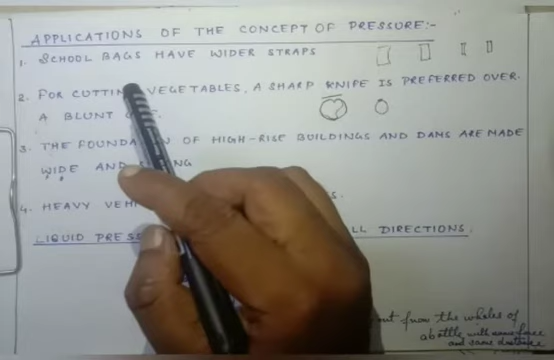 APPLICATIONS OF THE CONCEPT OF PRESSURE:-
1. SCHOOL BAGS HAVE WIDER STRAPS
2. FOR CUTTIN VEGETABLES, A SHARP KNIFE IS PREFERRED OVER
A BLUNT
3. THE FOUNDA N OF HIGH-RISE BUILDINGS AND DAMS ARE MADE
WIDE AND
4. HEAVY VEH
LIQUID PRES LL DIRECTIONS
out from the wholes of
a bottle with same force
and same distance